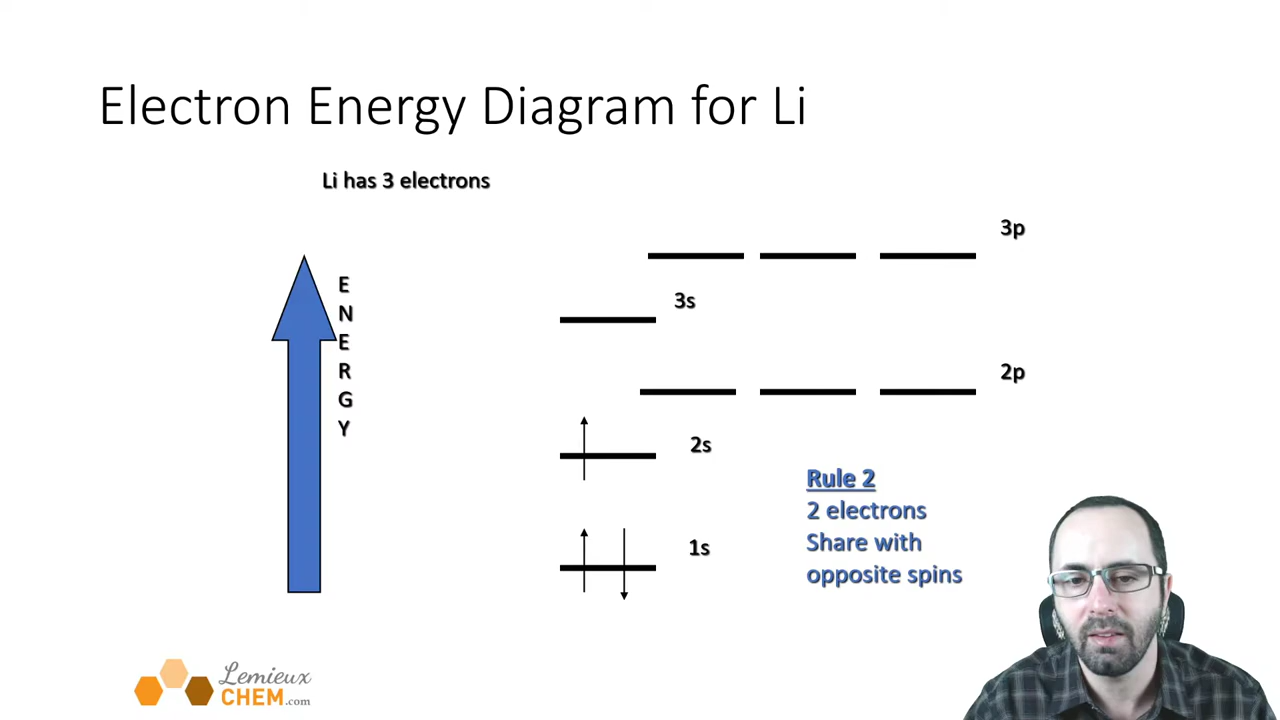 Electron Energy Diagram for Li
Li has 3 electrons
3p
E
N
E
R
G
Y
3s
2p
2s
Rule 2
2 electrons
Share with
opposite spins
1s
Lemieux
CHEM.com